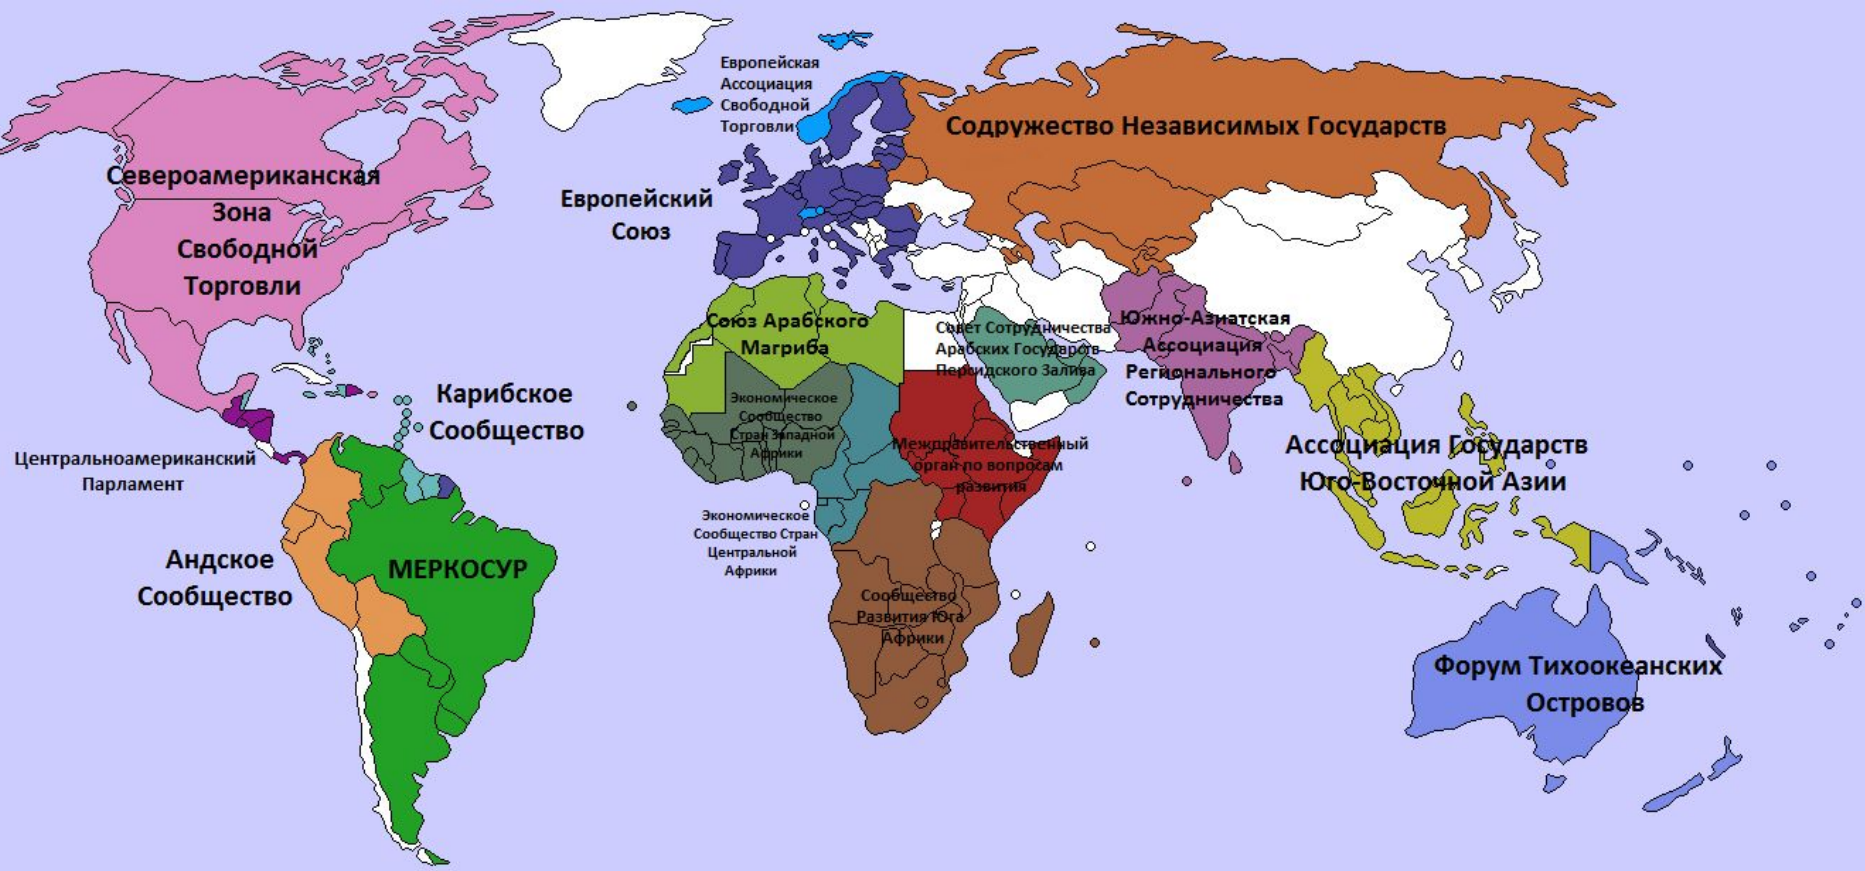 Европейская
Ассоциация
Свободной
Торговли
Содружество Независимых Государств
Североамериканская
Зона
Свободной
Торговли
Европейский
Союз
Союз Арабского
Магриба
Совет Сотрудничества
Арабских Государств
Персидского Залива
Южно-Азиатская
Ассоциация
Регионального
Сотрудничества
Карибское
Сообщество
Экономическое
Сообщество
Стран Западной
Африки
Центральноамериканский
Парламент
Межправительственный
орган по вопросам
развития
Ассоциация Государств
Юго-Восточной Азии
Экономическое
Сообщество Стран
Центральной
Африки
Андское
Сообщество
МЕРКОСУР
Сообщество
Развития Юга
Африки
Форум Тихоокеанских
Островов